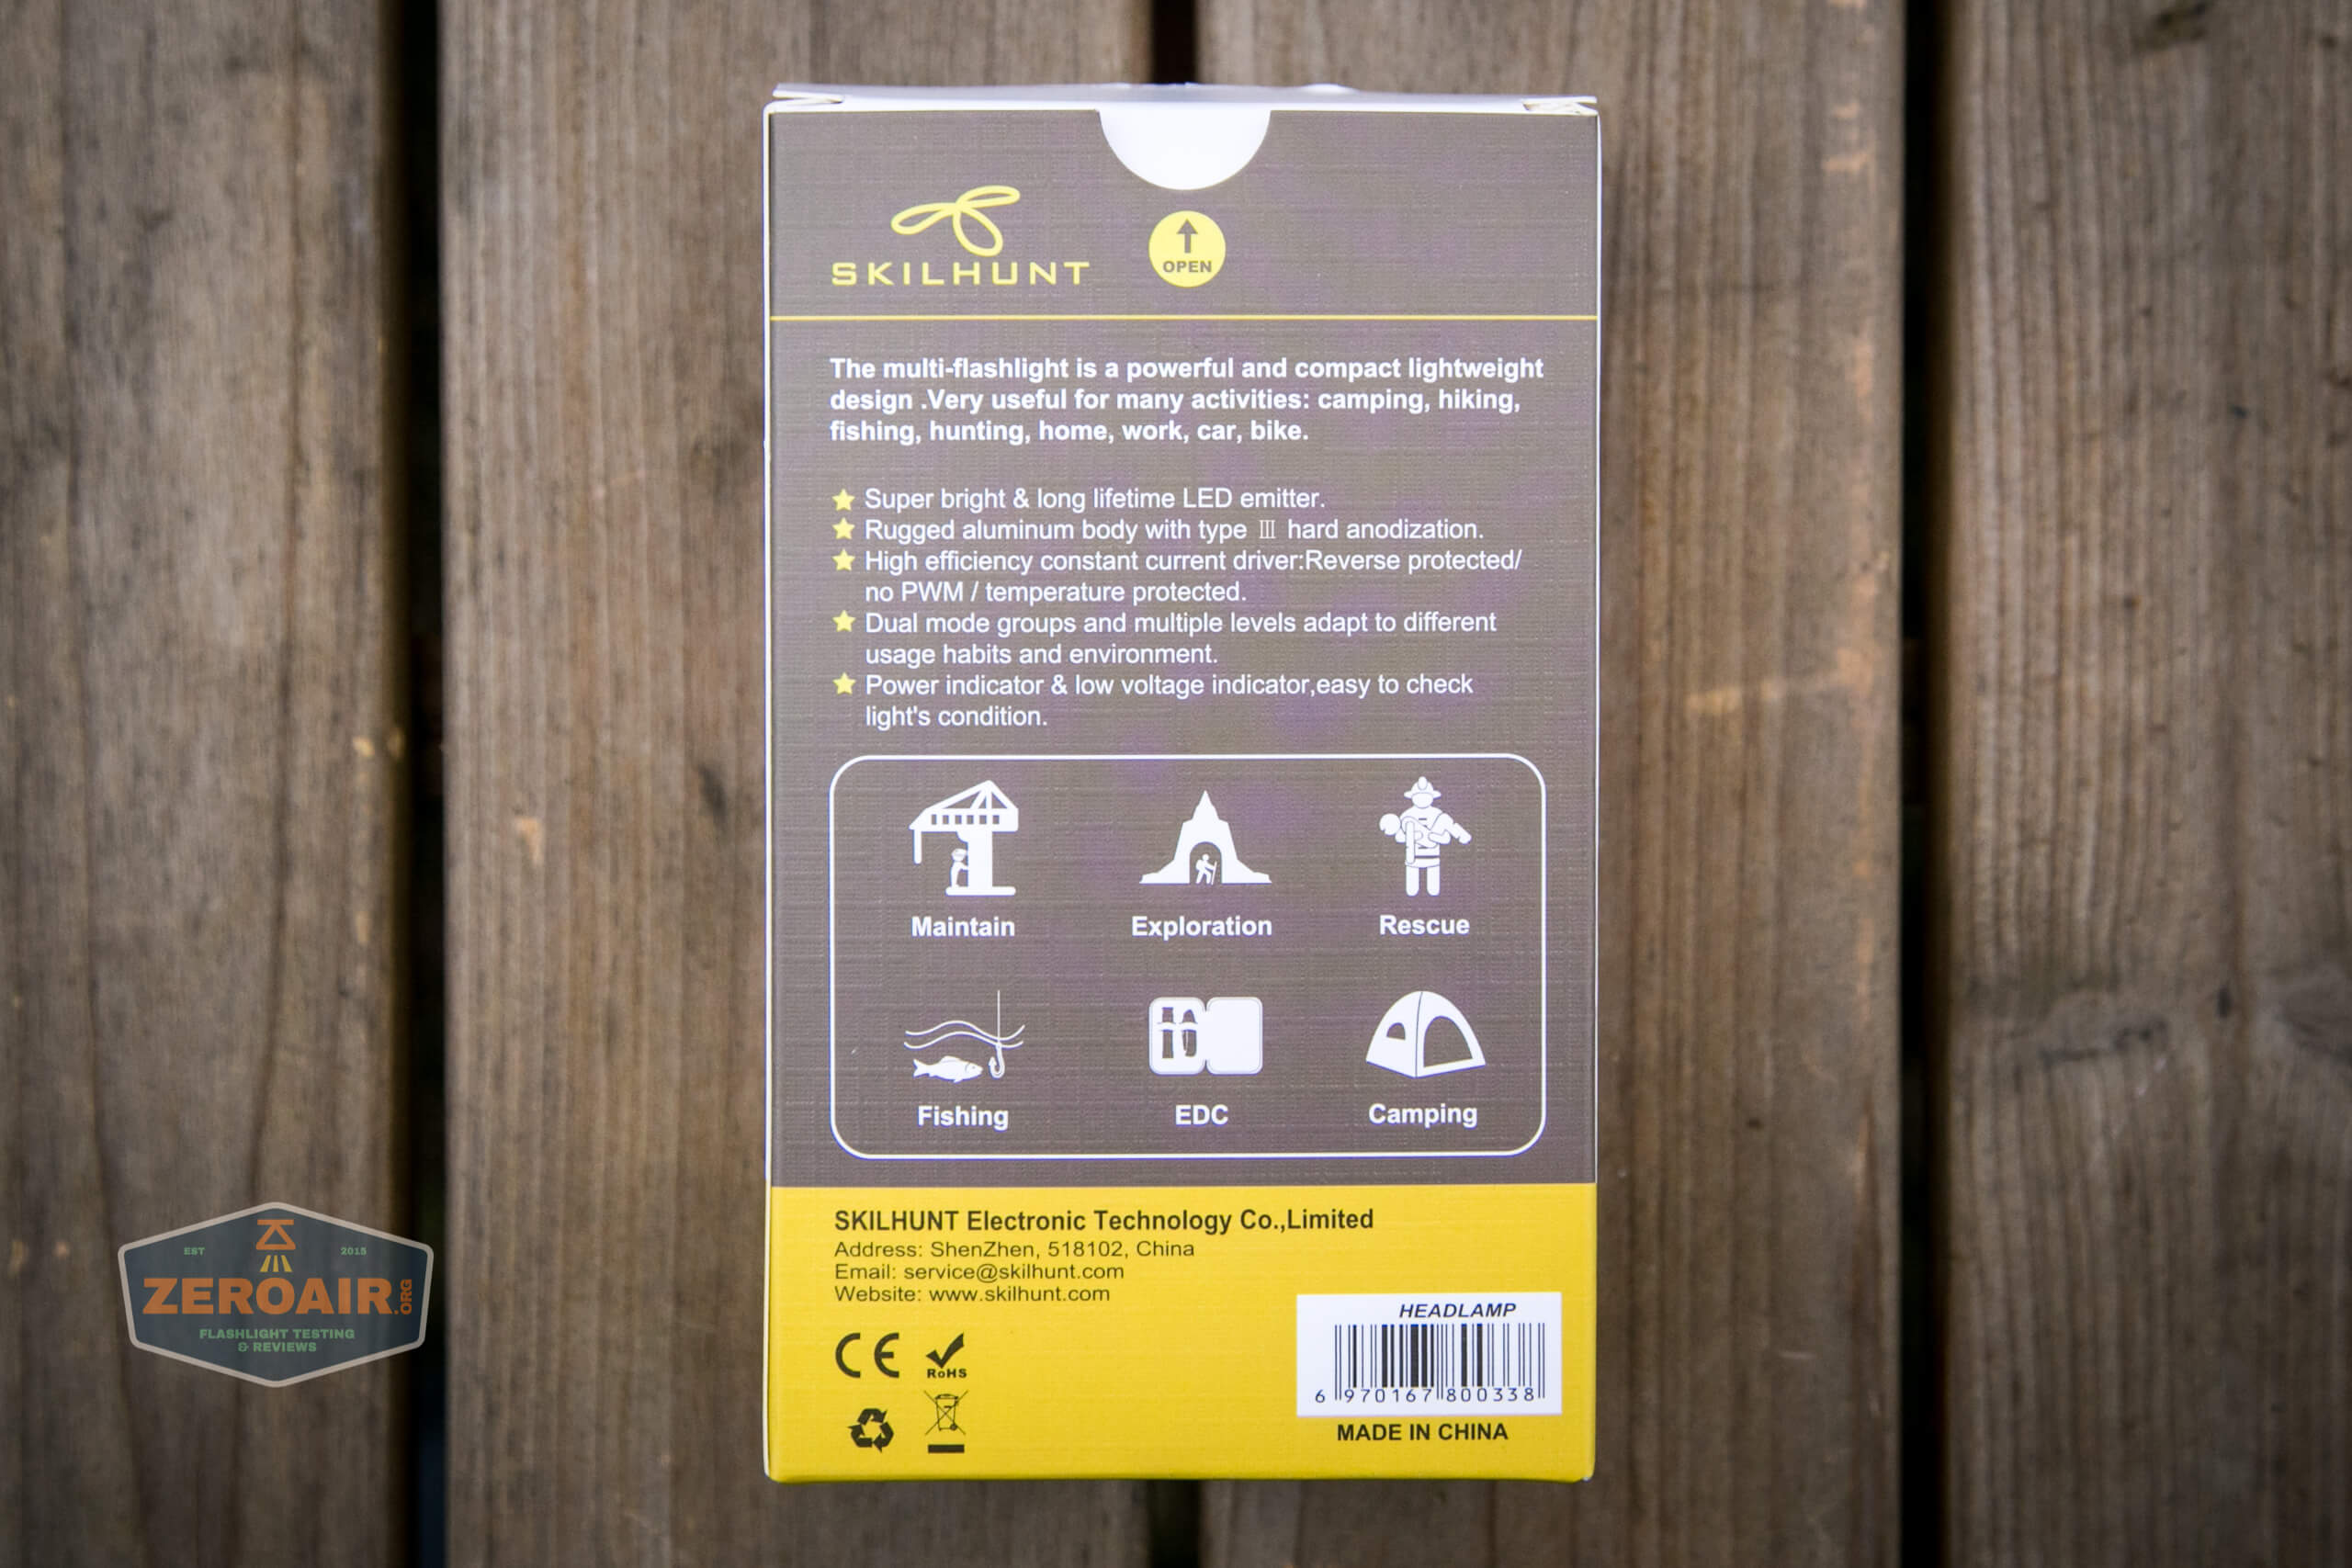 SKILHUNT
OPEN
The multi-flashlight is a powerful and compact lightweight
design .Very useful for many activities: camping, hiking,
fishing, hunting, home, work, car, bike.
Super bright & long lifetime LED emitter.
Rugged aluminum body with type Ⅲ hard anodization.
High efficiency constant current driver:Reverse protected/
no PWM / temperature protected.
Dual mode groups and multiple levels adapt to different
usage habits and environment.
Power indicator & low voltage indicator,easy to check
light's condition.
Maintain
Exploration
Rescue
Fishing
EDC
Camping
SKILHUNT Electronic Technology Co.,Limited
Address: ShenZhen, 518102, China
Email: service@skilhunt.com
Website: www.skilhunt.com
CE
RoHS
HEADLAMP
6 970167 800338
MADE IN CHINA
EST 2015
ZEROAIR.ORG
FLASHLIGHT TESTING
& REVIEWS